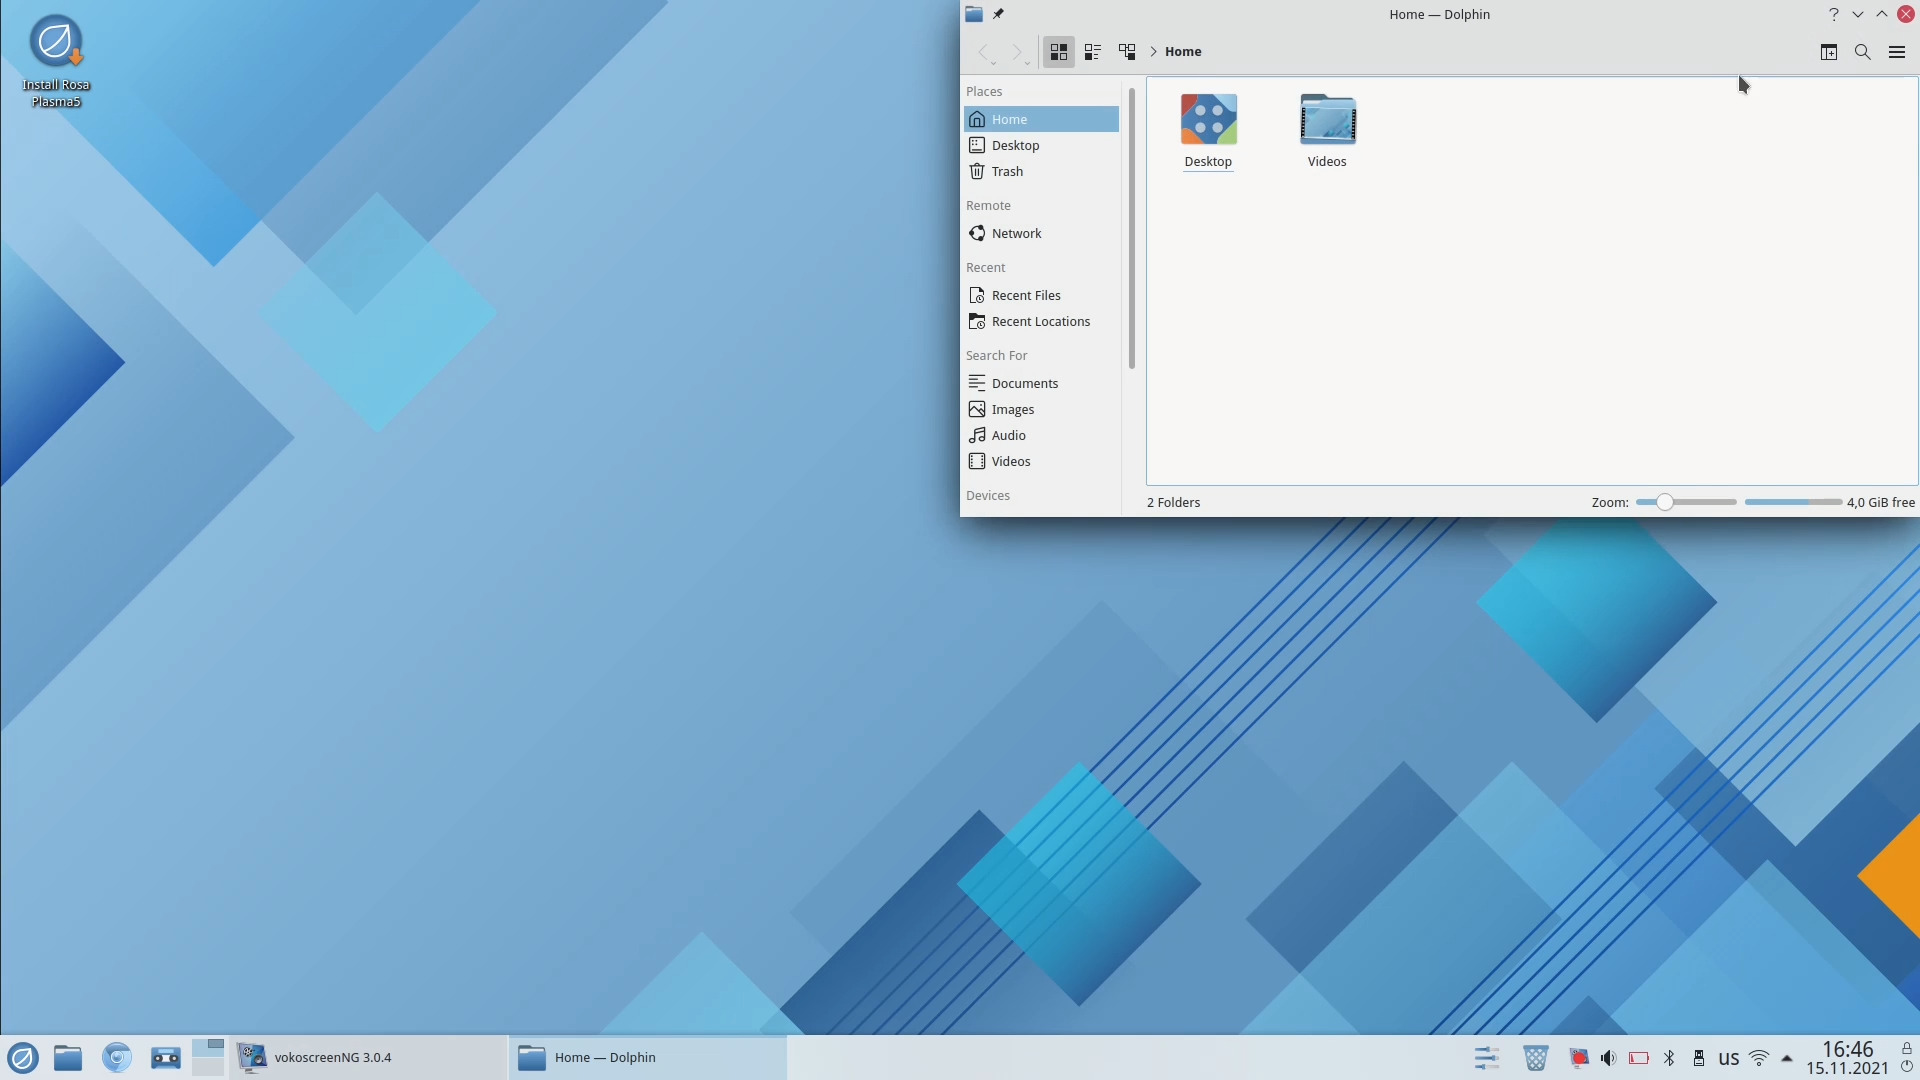 Install Rosa
Plasma5
Home — Dolphin
Home
Places
Home
Desktop
Trash
Remote
Network
Recent
Recent Files
Recent Locations
Search For
Documents
Images
Audio
Videos
Devices
Desktop
Videos
2 Folders
Zoom:
4,0 GiB free
vokoscreenNG 3.0.4
Home — Dolphin
us
16:46
15.11.2021